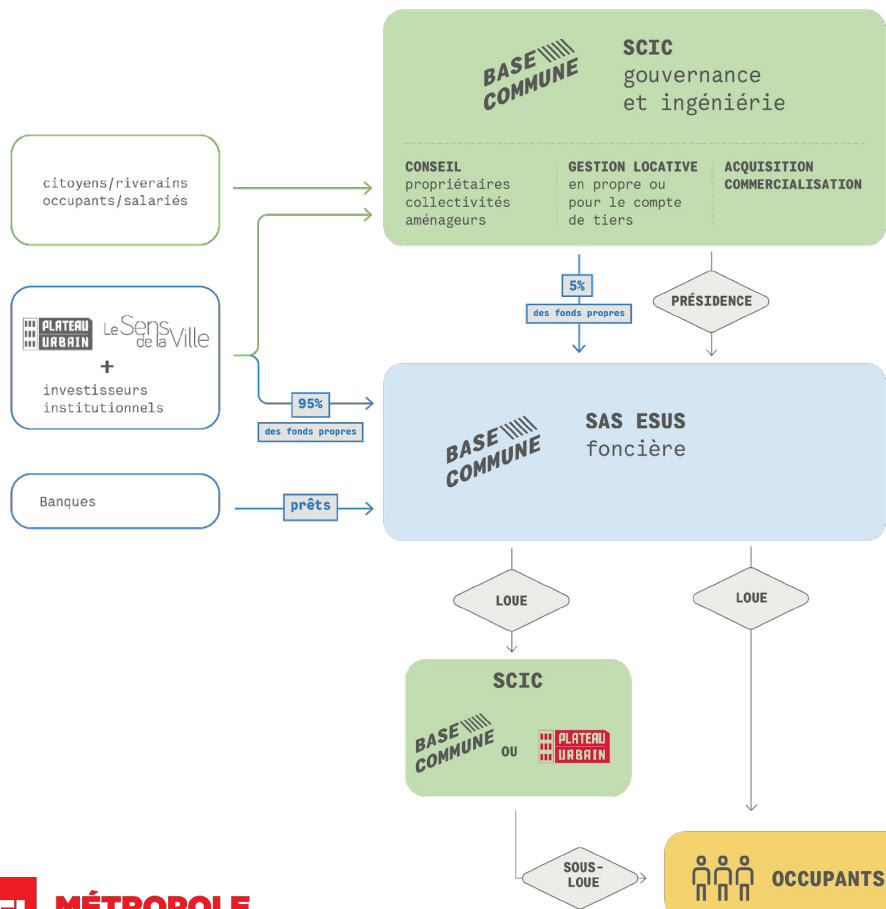 BASE
COMMUNE
SCIC
gouvernance
et ingéniérie
CONSEIL
propriétaires
collectivités
aménageurs
GESTION LOCATIVE
en propre ou
pour le compte
de tiers
ACQUISITION
COMMERCIALISATION
citoyens/riverains
occupants/salariés
5%
des fonds propres
PRÉSIDENCE
PLATEAU
URBAIN
Le Sens
de la Ville
+
investisseurs
institutionnels
95%
des fonds propres
BASE
COMMUNE
SAS ESUS
foncière
Banques
prêts
LOUE
LOUE
SCIC
BASE
COMMUNE
OU
PLATEAU
URBAIN
SOUS-
LOUE
OCCUPANTS
MÉTROPOLE